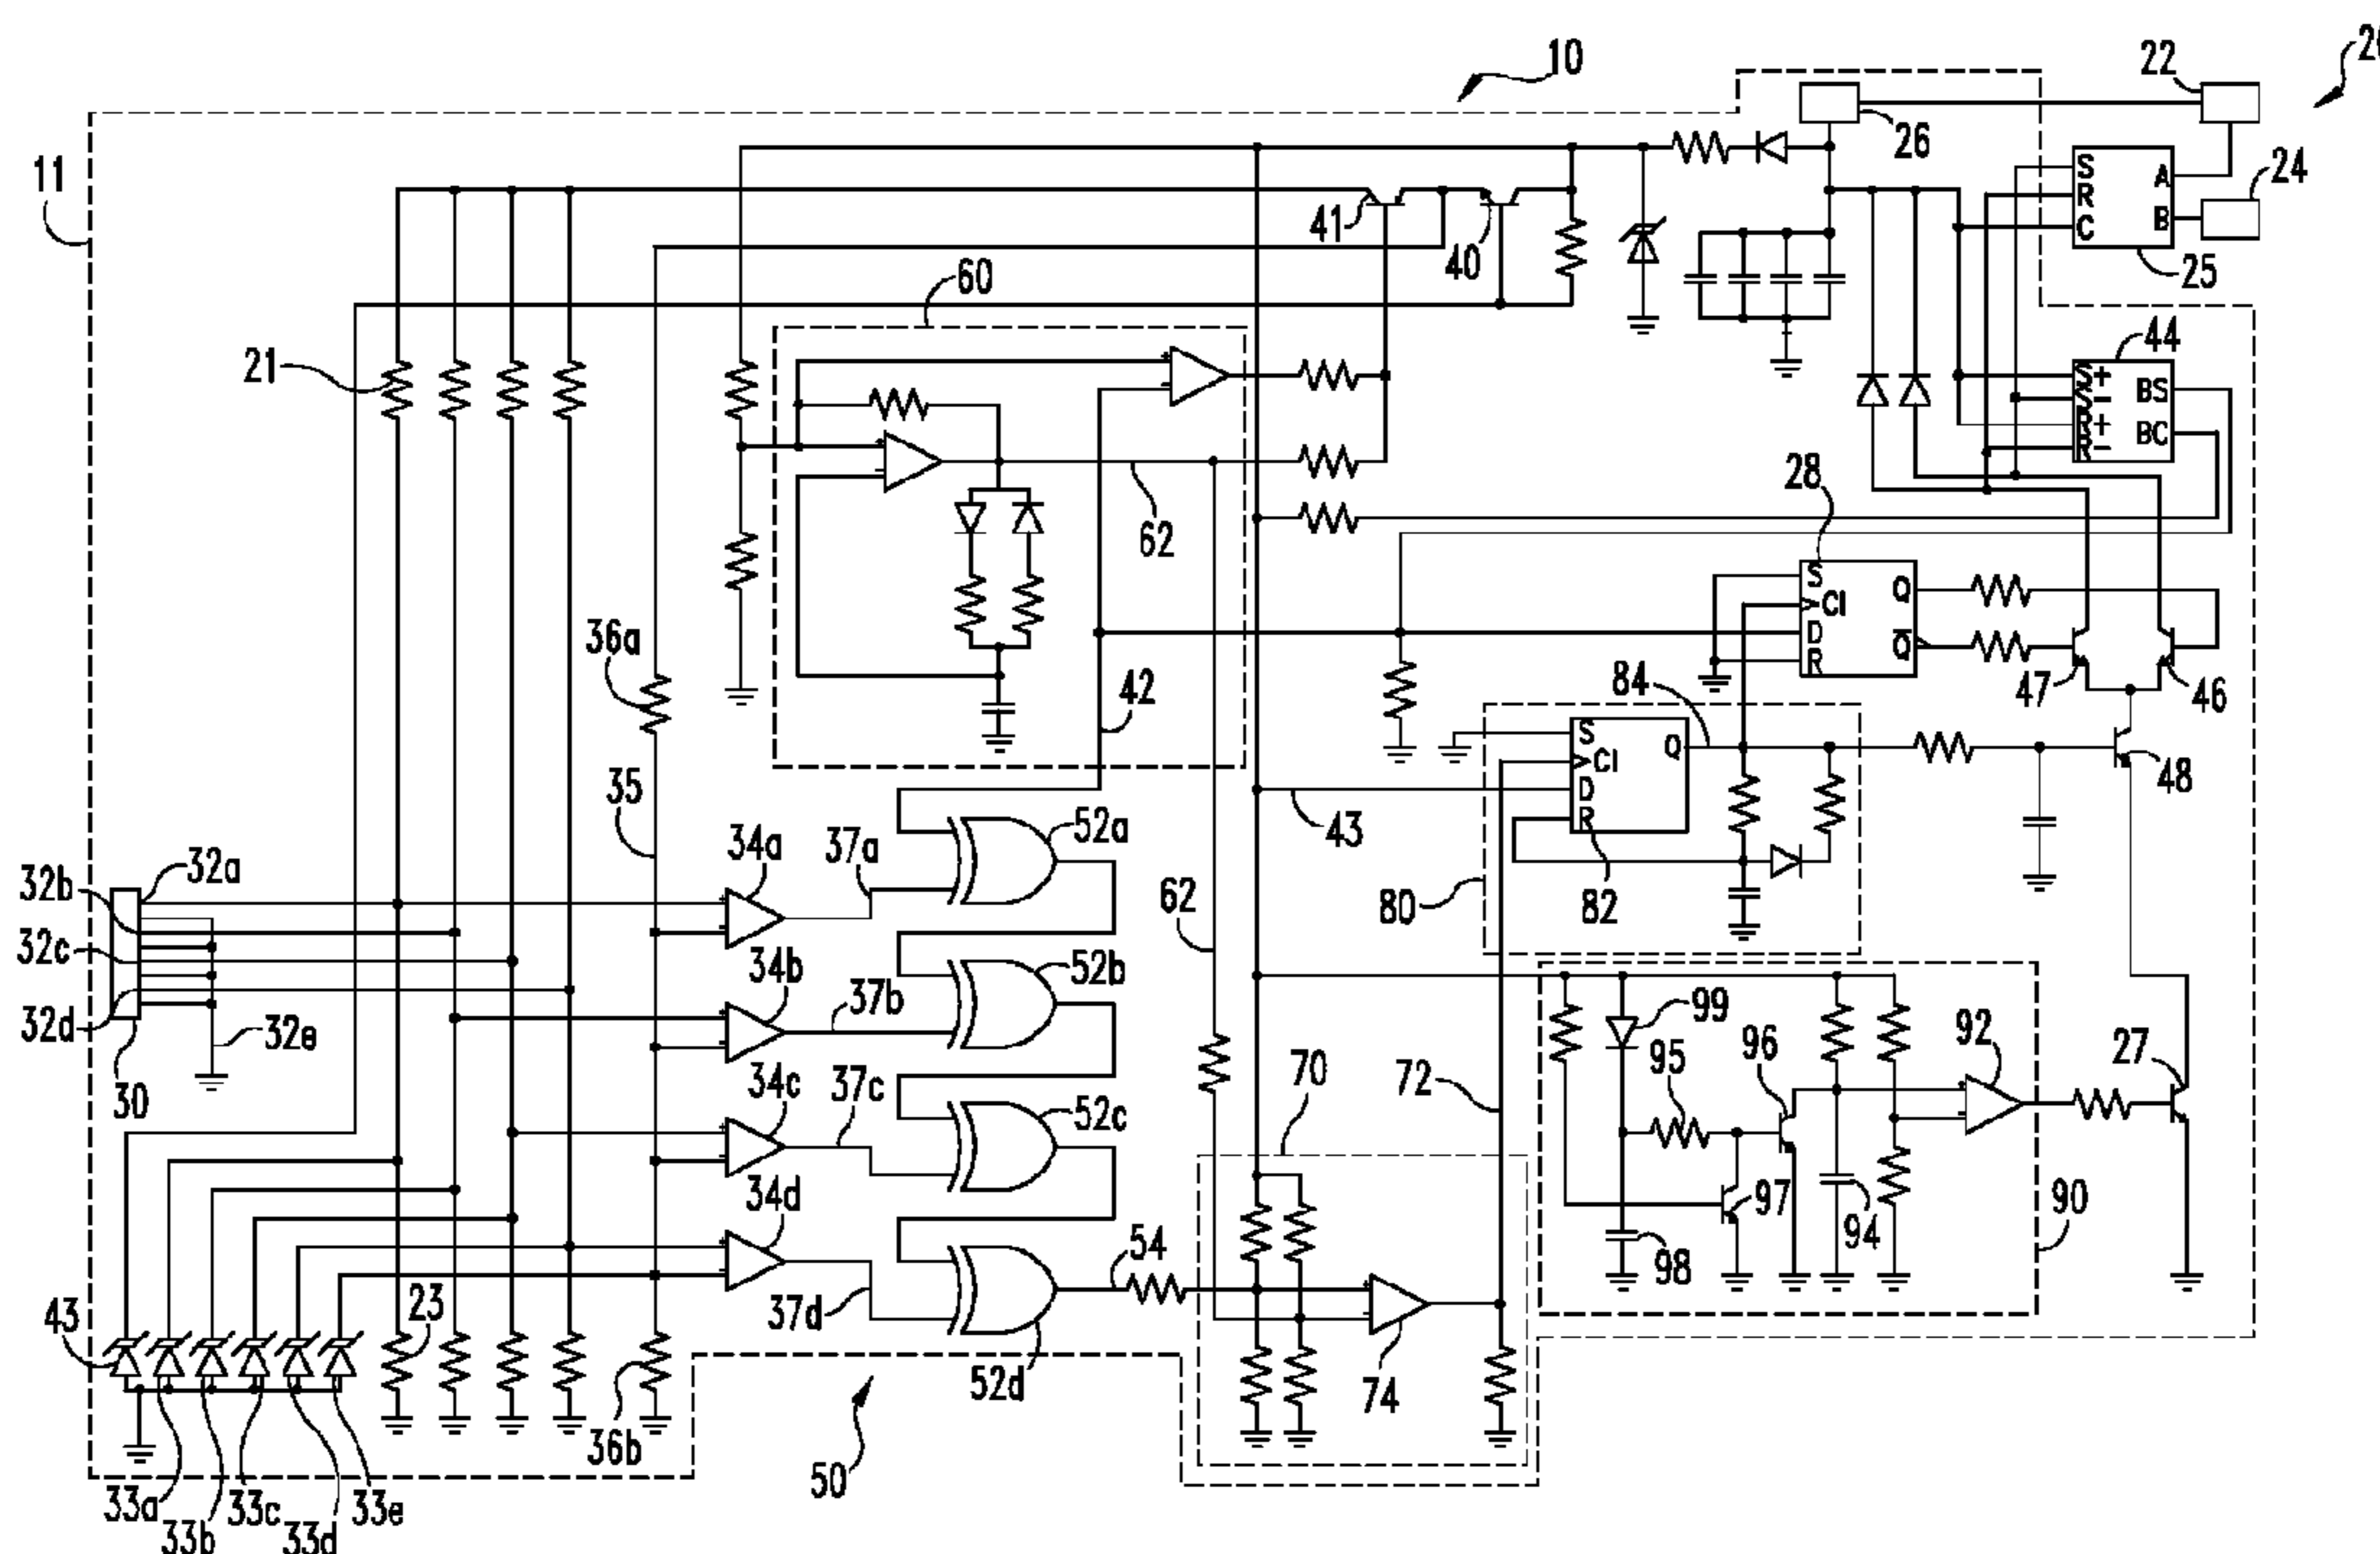 10
22
26
S
R
C
A
B
24
25
11
41
40
60
21
44
S+
S-
R+
R-
BS
BC
28
62
S
CI
D
R
Q
Q̅
36a
42
84
47
46
S
CI
D
R
Q
48
35
43
82
80
34a
37a
52a
32b
32a
32c
34b
37b
52b
62
32d
32e
30
34c
37c
52c
70
72
99
95
96
92
27
34d
37d
54
97
94
98
90
43
23
52d
74
36b
50
33a
33b
33c
33d
33e